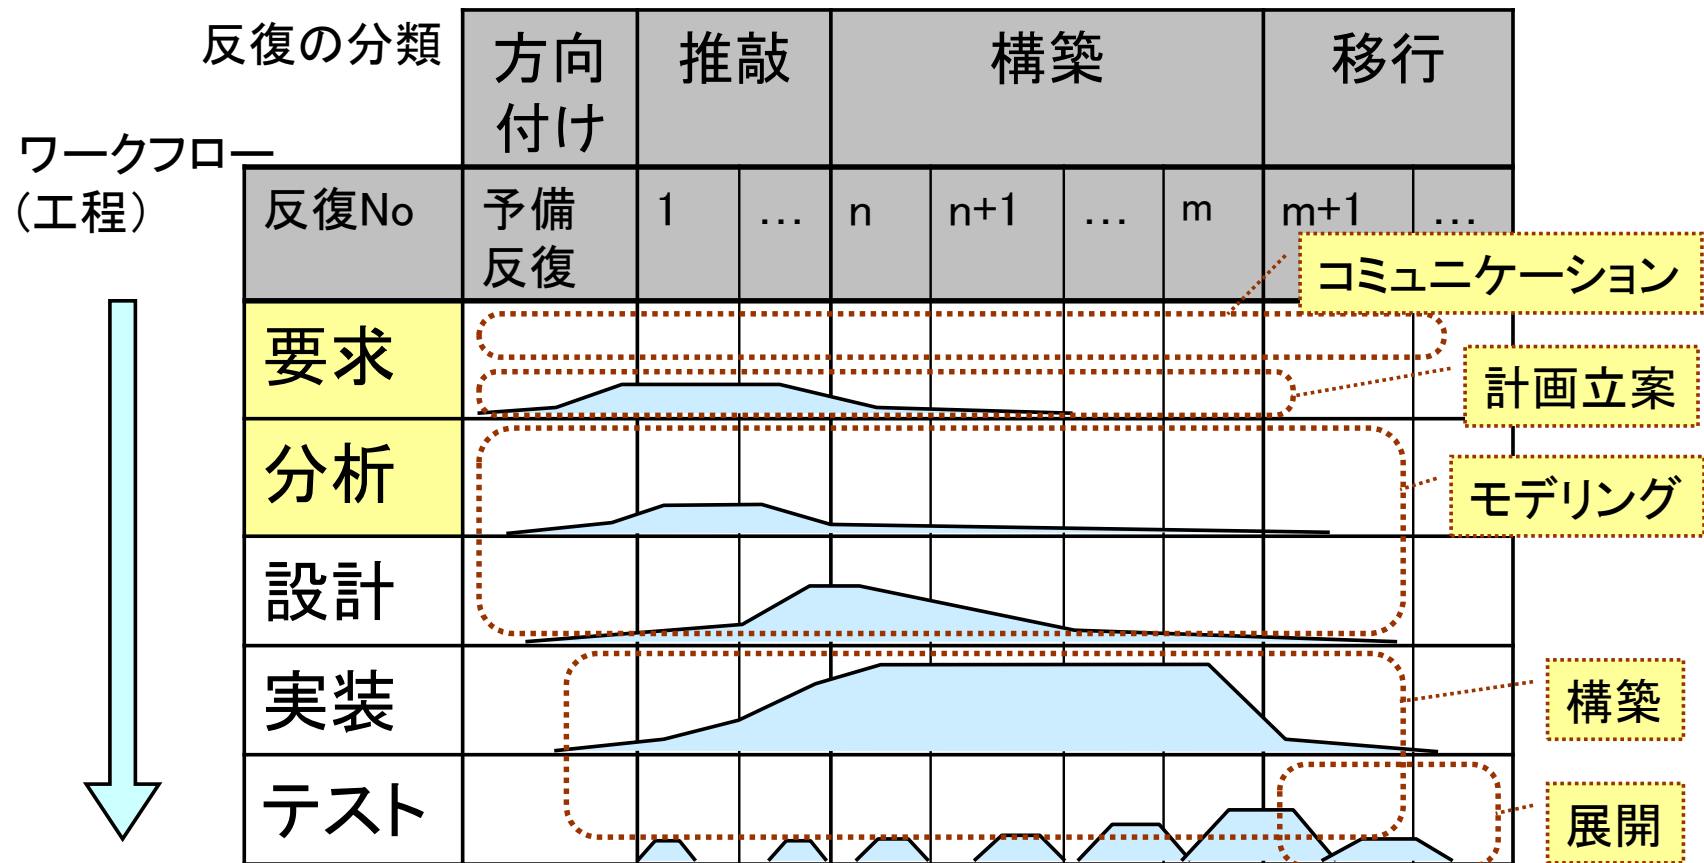 反復の分類
方向
付け
推敲
構築
移行
ワークフロー
(工程)
反復No
予備
反復
1
...
n
n+1
...
m
m+1
...
コミュニケーション
要求
計画立案
分析
モデリング
設計
実装
構築
テスト
展開